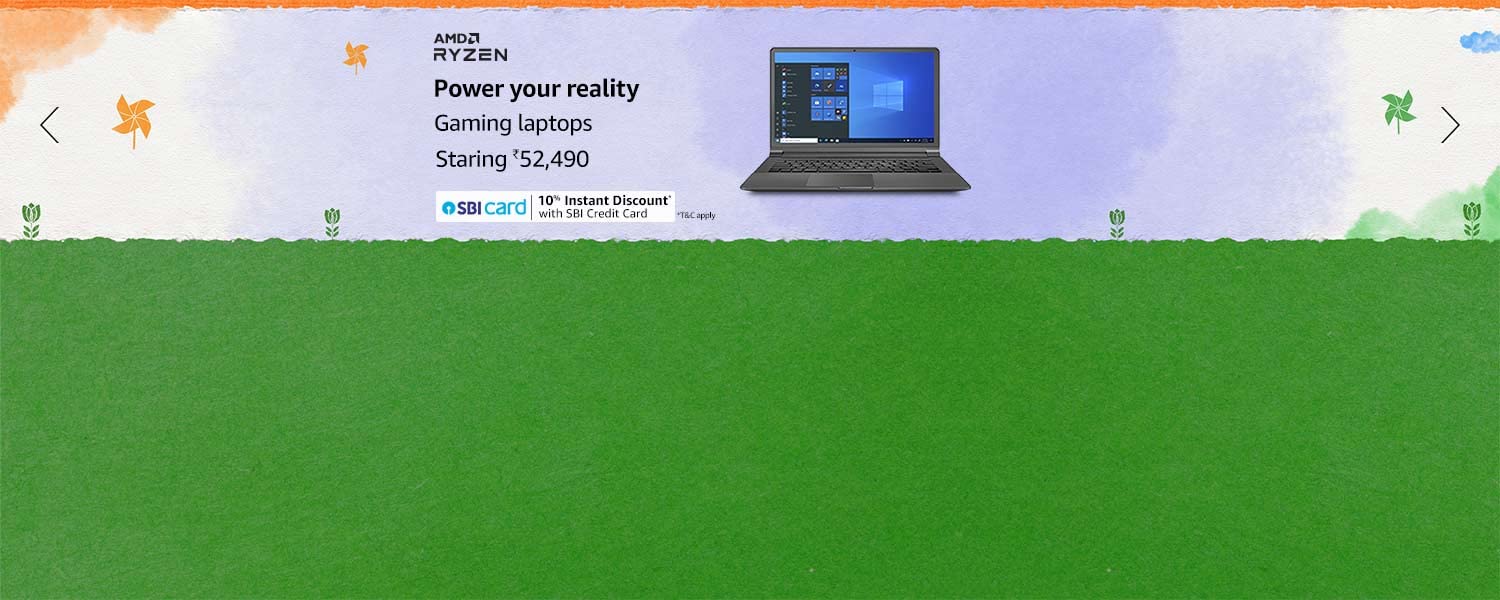 AMD
RYZEN
Power your reality
Gaming laptops
Staring ₹52,490
SBI card
10% Instant Discount*
with SBI Credit Card
*T&C apply